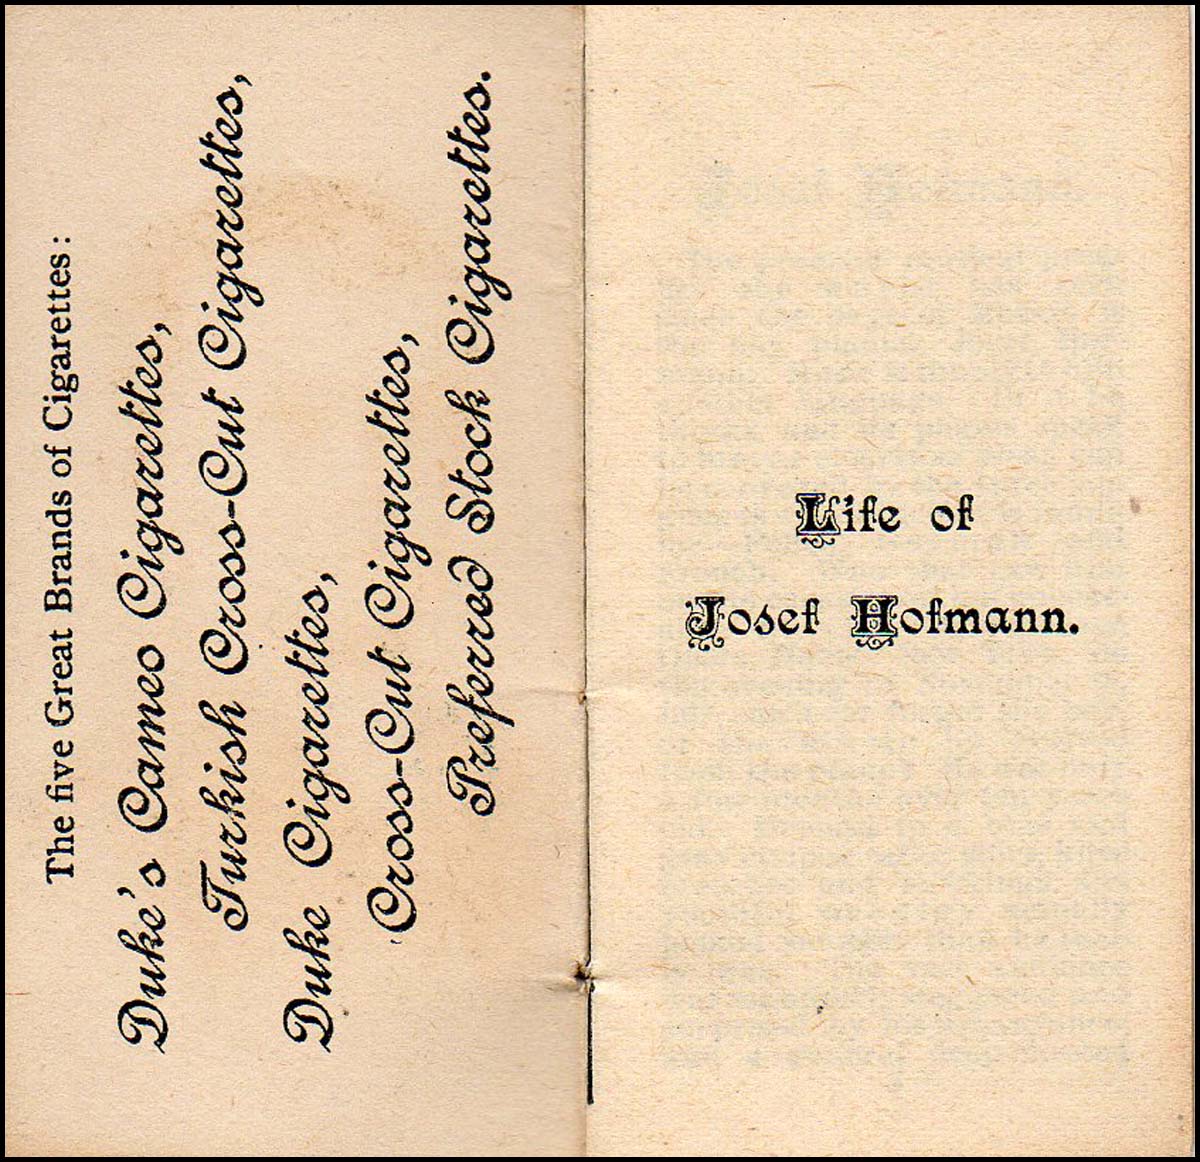 The five Great Brands of Cigarettes:
Duke's Cameo Cigarettes,
Turkish Cross-Cut Cigarettes,
Duke Cigarettes,
Cross-Cut Cigarettes,
Preferred Stock Cigarettes.
Life of
Josef Hofmann.